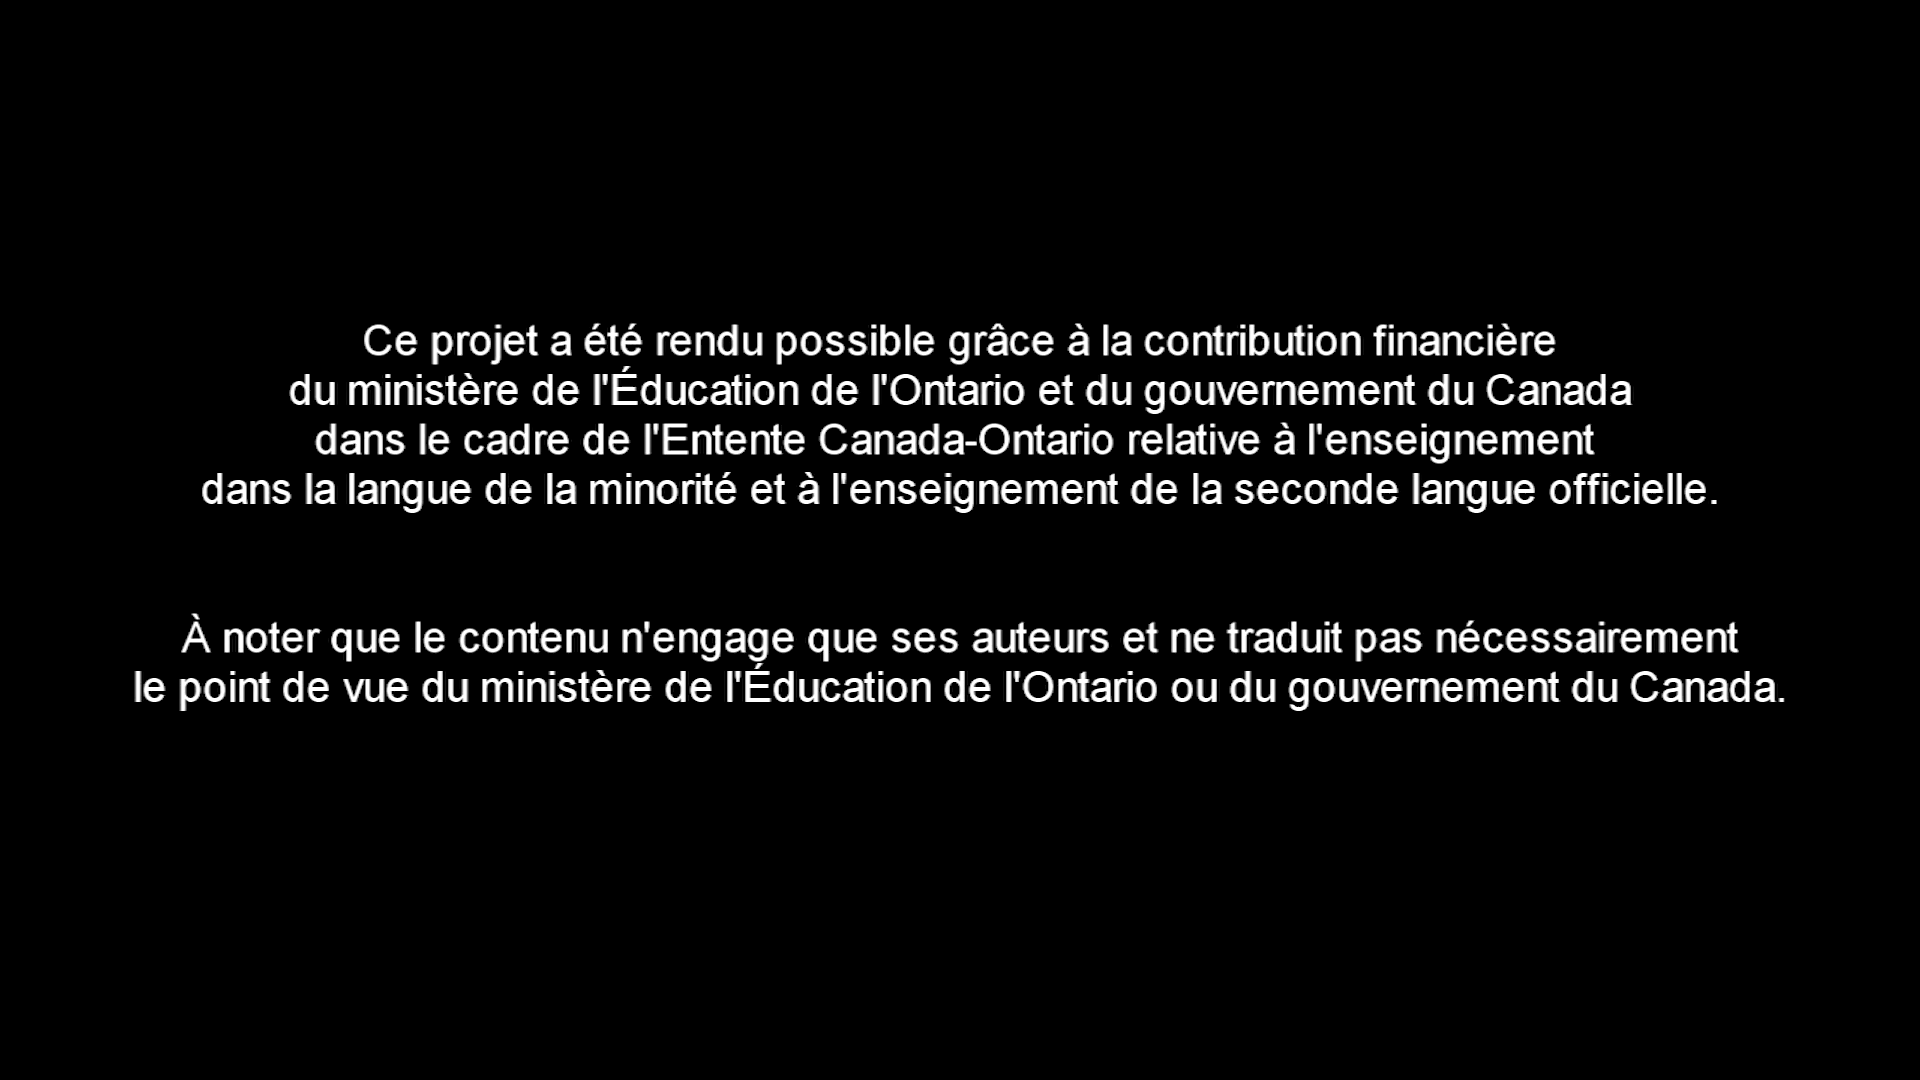 Ce projet a été rendu possible grâce à la contribution financière
du ministère de l'Éducation de l'Ontario et du gouvernement du Canada
dans le cadre de l'Entente Canada-Ontario relative à l'enseignement
dans la langue de la minorité et à l'enseignement de la seconde langue officielle.
À noter que le contenu n'engage que ses auteurs et ne traduit pas nécessairement
le point de vue du ministère de l'Éducation de l'Ontario ou du gouvernement du Canada.